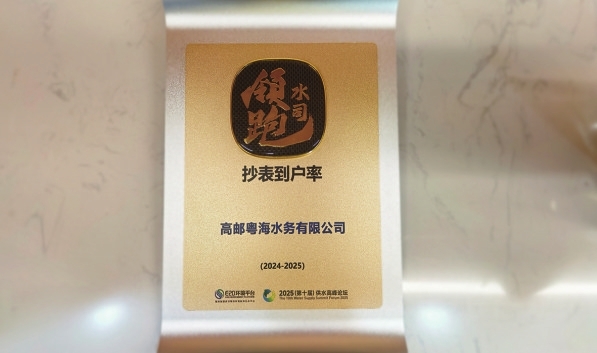 领跑
水司
抄表到户率
高邮粤海水务有限公司
(2024-2025)
E20环境平台
2025(第十届)供水高峰论坛
The 10th Water Supply Summit Forum 2025